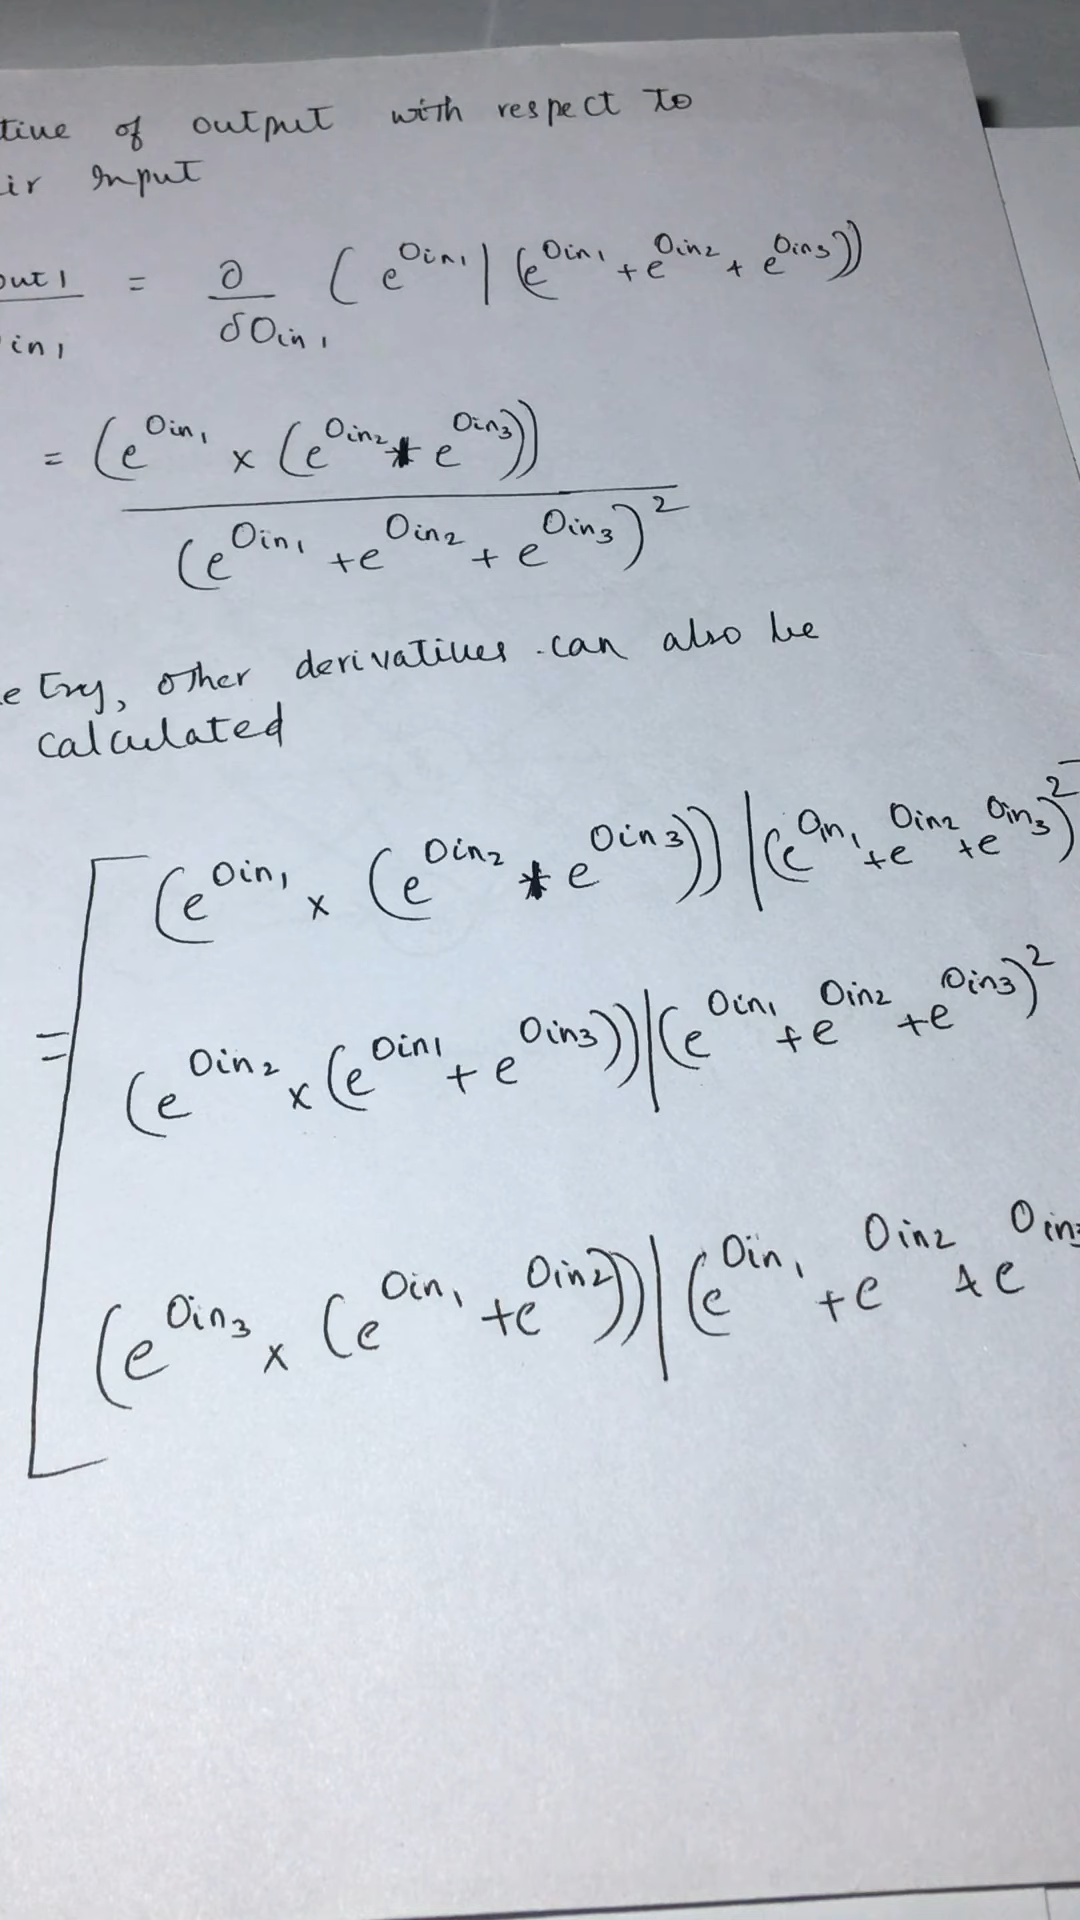 tive of output with respect to
ir Input
out1 = ∂ (e^Oin1 | (e^Oin1 + e^Oin2 + e^Oin3))
in1 δOin1
= (e^Oin1 × (e^Oin2 * e^Oin3))
(e^Oin1 + e^Oin2 + e^Oin3)^2
e try, other derivatives can also be
calculated
= [ (e^Oin1 × (e^Oin2 * e^Oin3)) | (e^Oin1 + e^Oin2 + e^Oin3)^2
(e^Oin2 × (e^Oin1 + e^Oin3)) | (e^Oin1 + e^Oin2 + e^Oin3)^2
(e^Oin3 × (e^Oin1 + e^Oin2)) | (e^Oin1 + e^Oin2 + e^Oin3